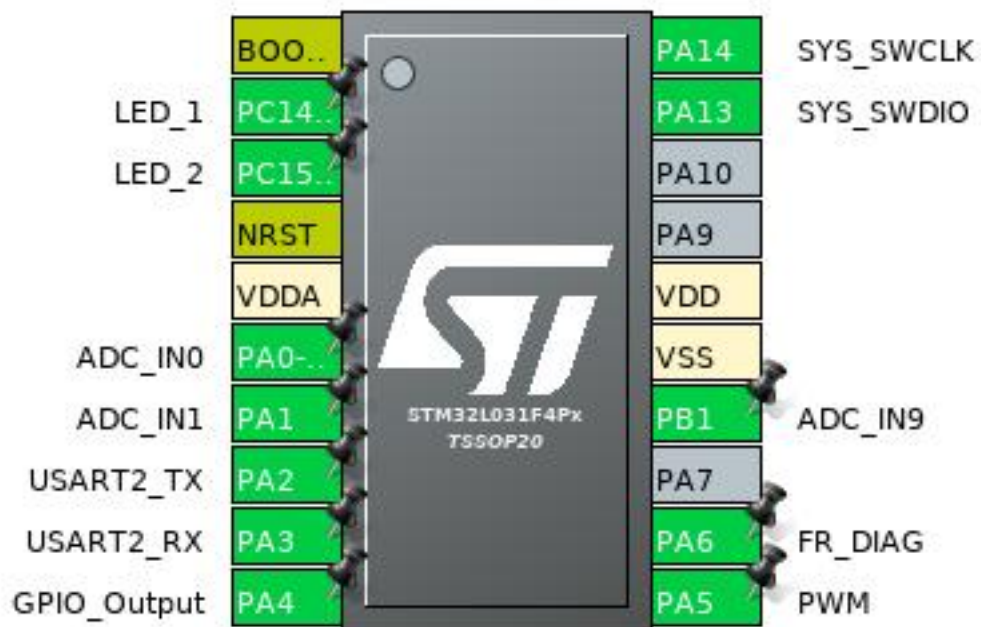 BOO.. PA14 SYS_SWCLK
LED_1 PC14.. PA13 SYS_SWDIO
LED_2 PC15.. PA10
NRST PA9
VDDA VDD
ADC_IN0 PA0-.. VSS
ADC_IN1 PA1 STM32L031F4Px PB1 ADC_IN9
TSSOP20
USART2_TX PA2 PA7
USART2_RX PA3 PA6 FR_DIAG
GPIO_Output PA4 PA5 PWM
ST